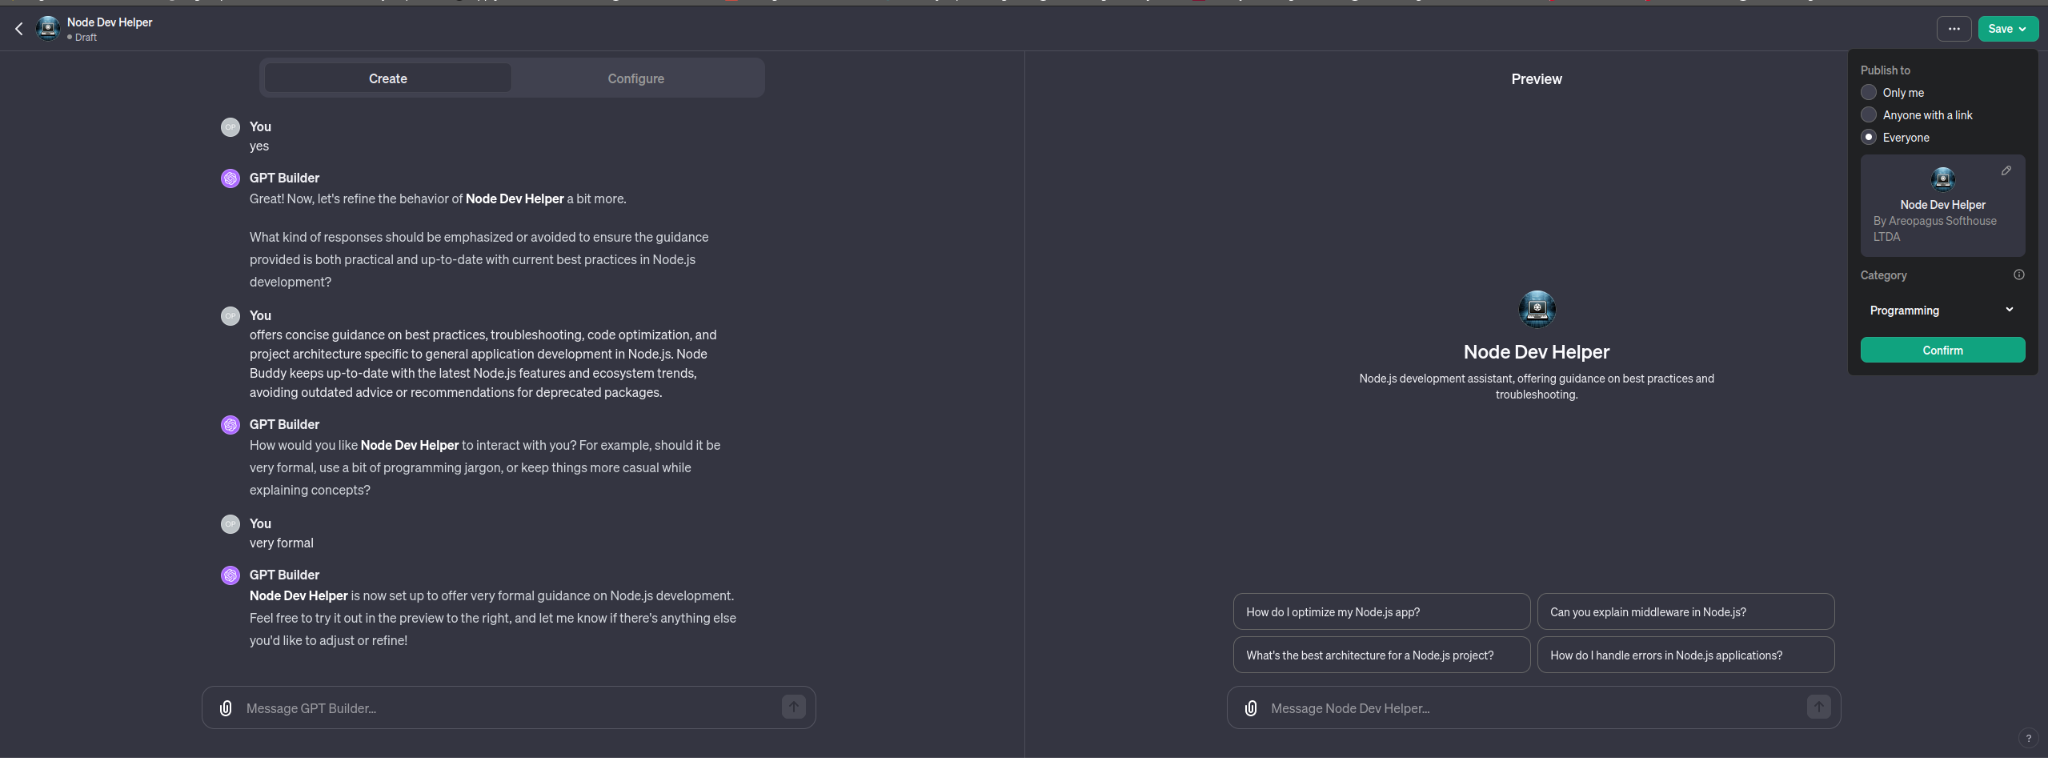 Node Dev Helper
Draft
Save
Create
Configure
You
yes
GPT Builder
Great! Now, let's refine the behavior of Node Dev Helper a bit more.
What kind of responses should be emphasized or avoided to ensure the guidance
provided is both practical and up-to-date with current best practices in Node.js
development?
You
offers concise guidance on best practices, troubleshooting, code optimization, and
project architecture specific to general application development in Node.js. Node
Buddy keeps up-to-date with the latest Node.js features and ecosystem trends,
avoiding outdated advice or recommendations for deprecated packages.
GPT Builder
How would you like Node Dev Helper to interact with you? For example, should it be
very formal, use a bit of programming jargon, or keep things more casual while
explaining concepts?
You
very formal
GPT Builder
Node Dev Helper is now set up to offer very formal guidance on Node.js development.
Feel free to try it out in the preview to the right, and let me know if there's anything else
you'd like to adjust or refine!
Message GPT Builder...
Preview
Node Dev Helper
Node.js development assistant, offering guidance on best practices and
troubleshooting.
How do I optimize my Node.js app?
Can you explain middleware in Node.js?
What's the best architecture for a Node.js project?
How do I handle errors in Node.js applications?
Message Node Dev Helper...
Publish to
Only me
Anyone with a link
Everyone
Node Dev Helper
By Areopagus Softhouse
LTDA
Category
Programming
Confirm
?